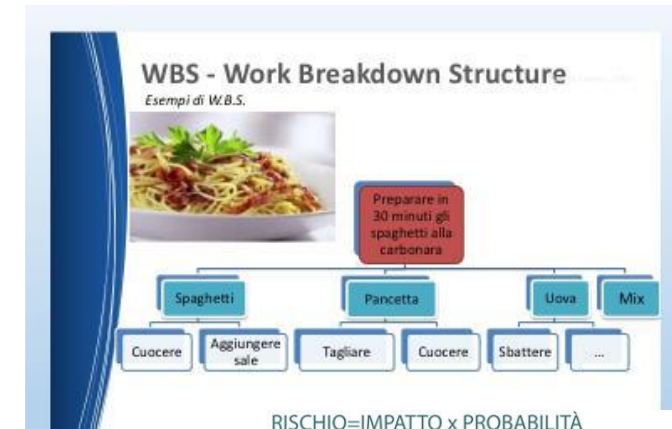 WBS - Work Breakdown Structure
Esempi di W.B.S.
Preparare in
30 minuti gli
spaghetti alla
carbonara
Spaghetti
Pancetta
Uova
Mix
Cuocere
Aggiungere
sale
Tagliare
Cuocere
Sbattere
...
RISCHIO=IMPATTO x PROBABILITÀ